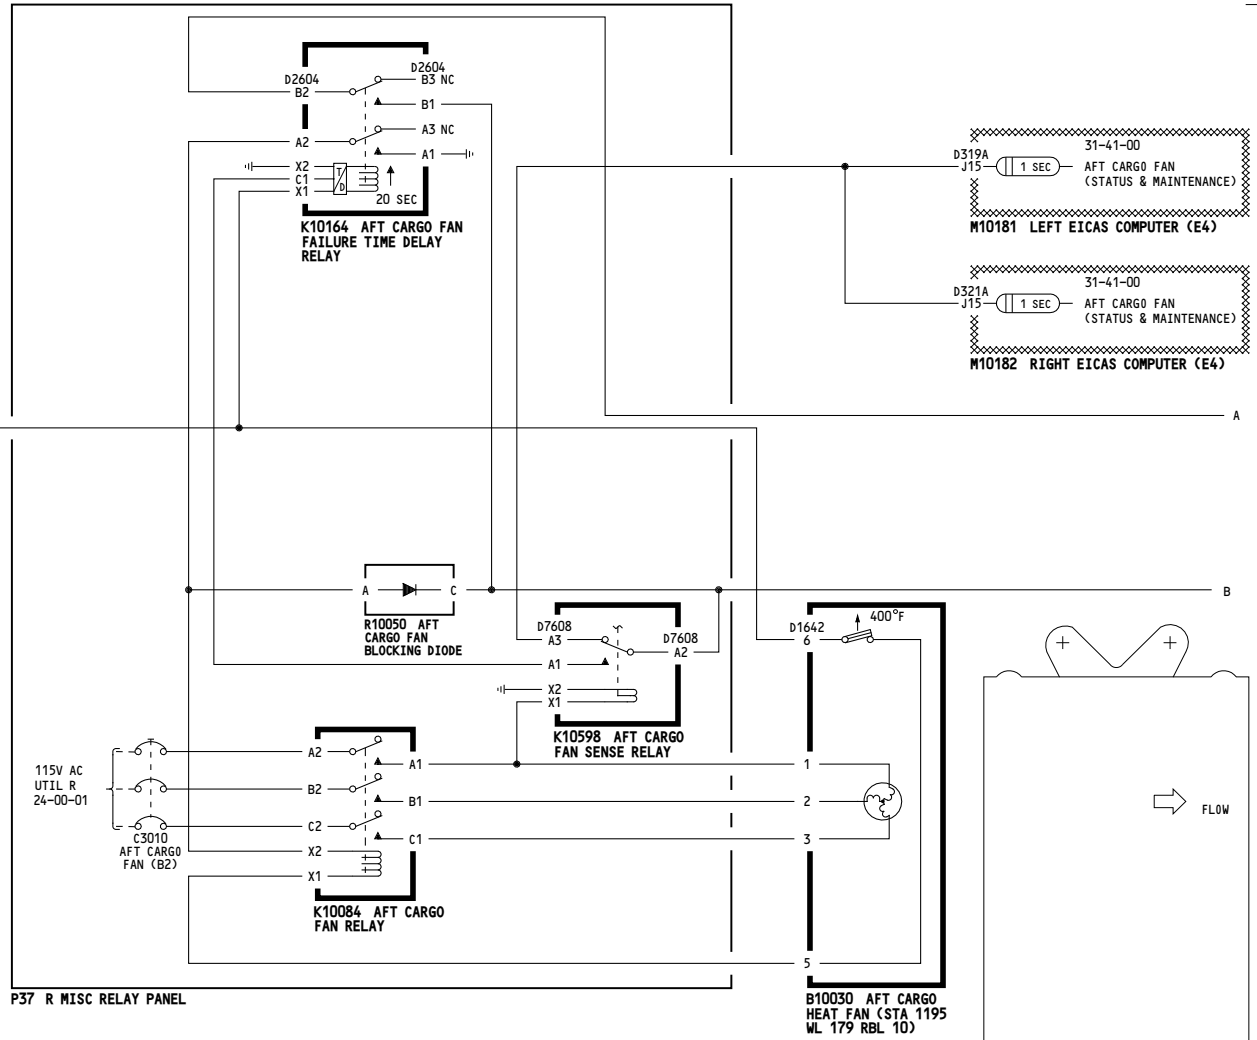 D2604
B2
D2604
B3 NC
B1
A2
A3 NC
A1
X2
C1
X1
T
D
20 SEC
K10164 AFT CARGO FAN
FAILURE TIME DELAY
RELAY
31-41-00
D319A
J15
1 SEC
AFT CARGO FAN
(STATUS & MAINTENANCE)
M10181 LEFT EICAS COMPUTER (E4)
31-41-00
D321A
J15
1 SEC
AFT CARGO FAN
(STATUS & MAINTENANCE)
M10182 RIGHT EICAS COMPUTER (E4)
A
A
C
B
R10050 AFT
CARGO FAN
BLOCKING DIODE
D7608
A3
D7608
A2
A1
X2
X1
K10598 AFT CARGO
FAN SENSE RELAY
D1642
6
400°F
1
2
3
5
B10030 AFT CARGO
HEAT FAN (STA 1195
WL 179 RBL 10)
115V AC
UTIL R
24-00-01
C3010
AFT CARGO
FAN (B2)
A2
A1
B2
B1
C2
C1
X2
X1
K10084 AFT CARGO
FAN RELAY
FLOW
P37 R MISC RELAY PANEL